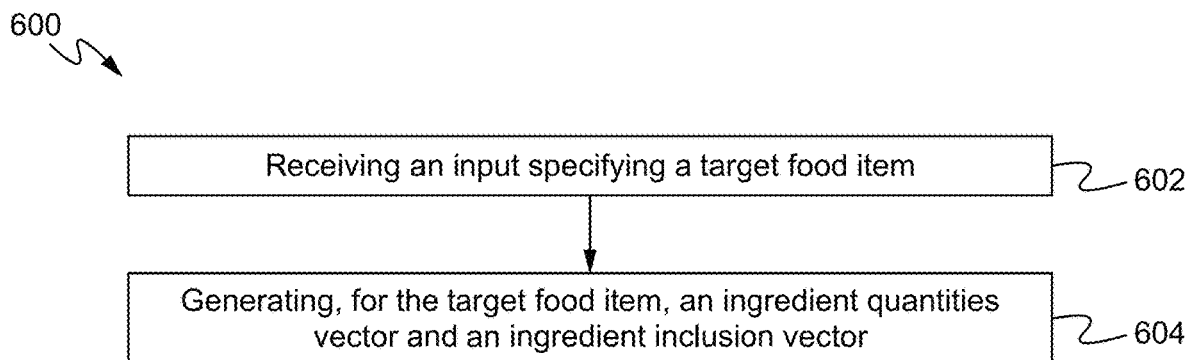 600
Receiving an input specifying a target food item
602
Generating, for the target food item, an ingredient quantities
vector and an ingredient inclusion vector
604